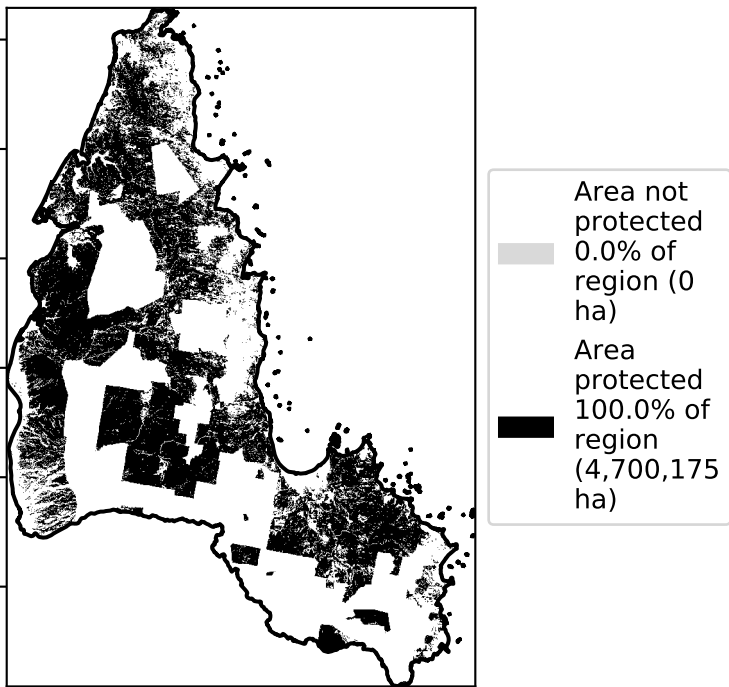 Area not
protected
0.0% of
region (0
ha)
Area
protected
100.0% of
region
(4,700,175
ha)